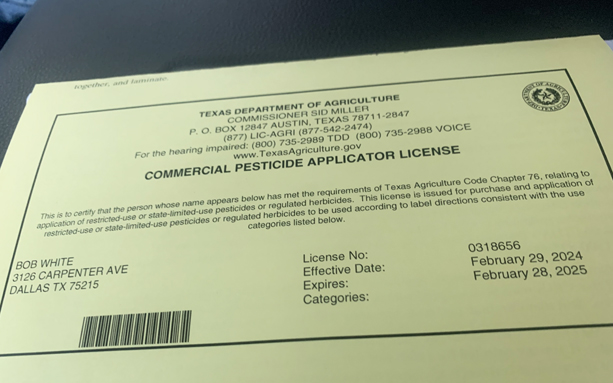 together, and laminate.
TEXAS DEPARTMENT OF AGRICULTURE
COMMISSIONER SID MILLER
P. O. BOX 12847 AUSTIN, TEXAS 78711-2847
(877) LIC-AGRI (877-542-2474)
For the hearing impaired: (800) 735-2989 TDD (800) 735-2988 VOICE
www.TexasAgriculture.gov
COMMERCIAL PESTICIDE APPLICATOR LICENSE
This is to certify that the person whose name appears below has met the requirements of Texas Agriculture Code Chapter 76, relating to
application of restricted-use or state-limited-use pesticides or regulated herbicides. This license is issued for purchase and application of
restricted-use or state-limited-use pesticides or regulated herbicides to be used according to label directions consistent with the use
categories listed below.
BOB WHITE
3126 CARPENTER AVE
DALLAS TX 75215
License No: 0318656
Effective Date: February 29, 2024
Expires: February 28, 2025
Categories: